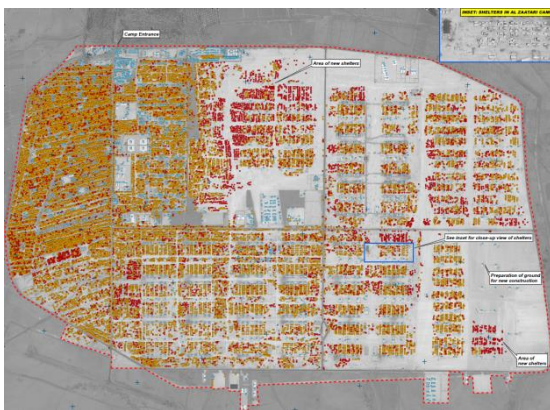 INSET: SHELTERS IN AL ZAATARI CAMP
Camp Entrance
Area of new shelters
See inset for close-up view of shelters
Preparation of ground
for new construction
Area of
new shelters